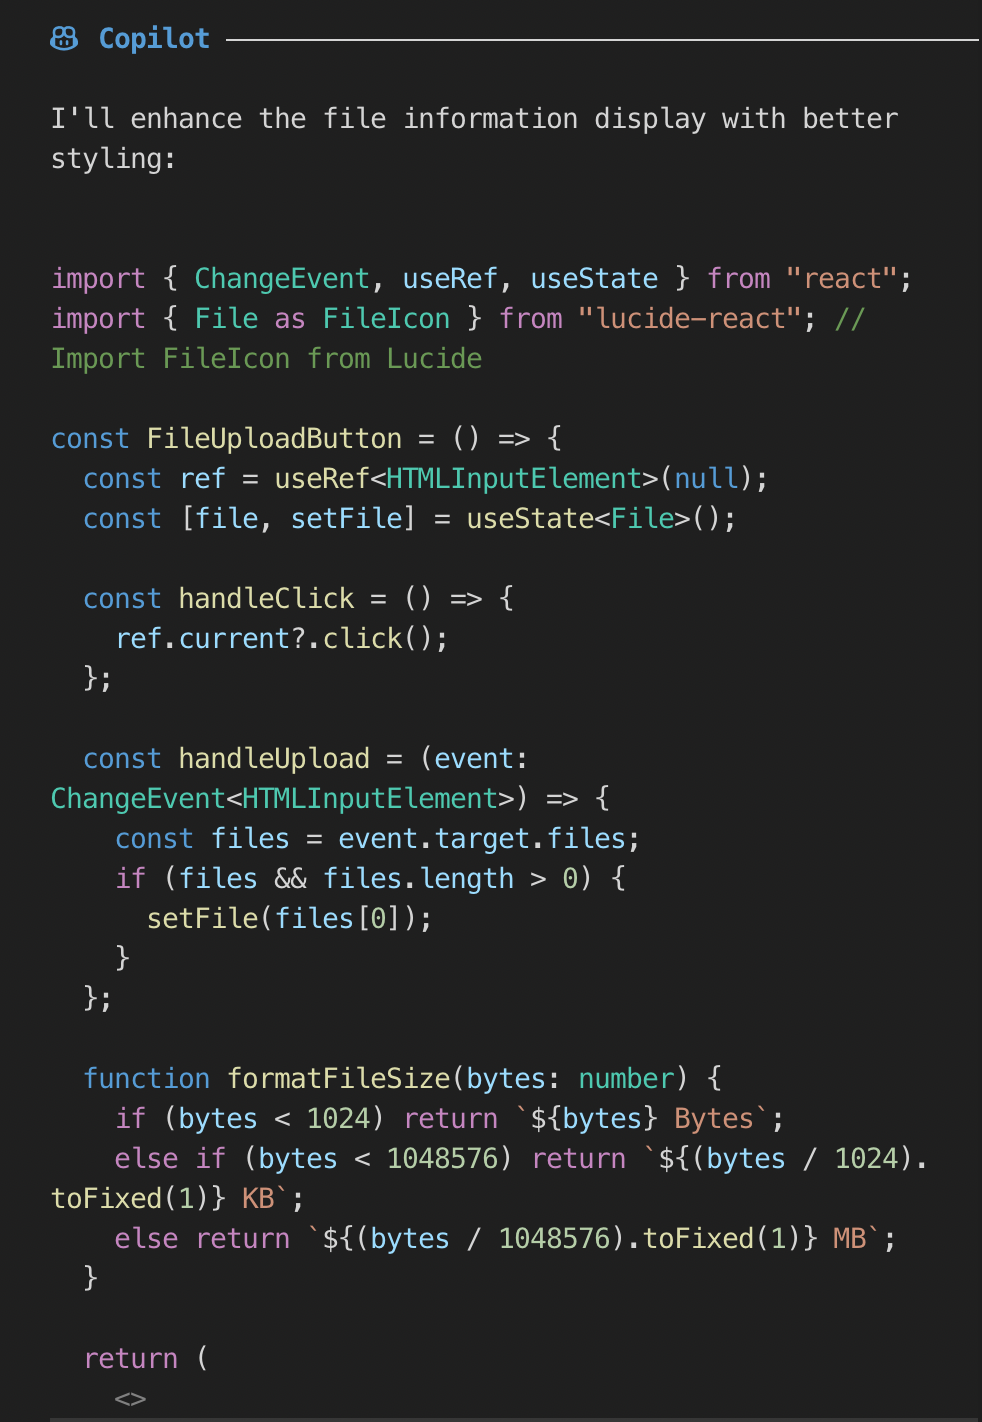 Copilot
I'll enhance the file information display with better
styling:
import { ChangeEvent, useRef, useState } from "react";
import { File as FileIcon } from "lucide-react"; //
Import FileIcon from Lucide
const FileUploadButton = () => {
  const ref = useRef<HTMLInputElement>(null);
  const [file, setFile] = useState<File>();
  const handleClick = () => {
    ref.current?.click();
  };
  const handleUpload = (event:
ChangeEvent<HTMLInputElement>) => {
    const files = event.target.files;
    if (files && files.length > 0) {
      setFile(files[0]);
    }
  };
  function formatFileSize(bytes: number) {
    if (bytes < 1024) return `${bytes} Bytes`;
    else if (bytes < 1048576) return `${(bytes / 1024).
toFixed(1)} KB`;
    else return `${(bytes / 1048576).toFixed(1)} MB`;
  }
  return (
    <>